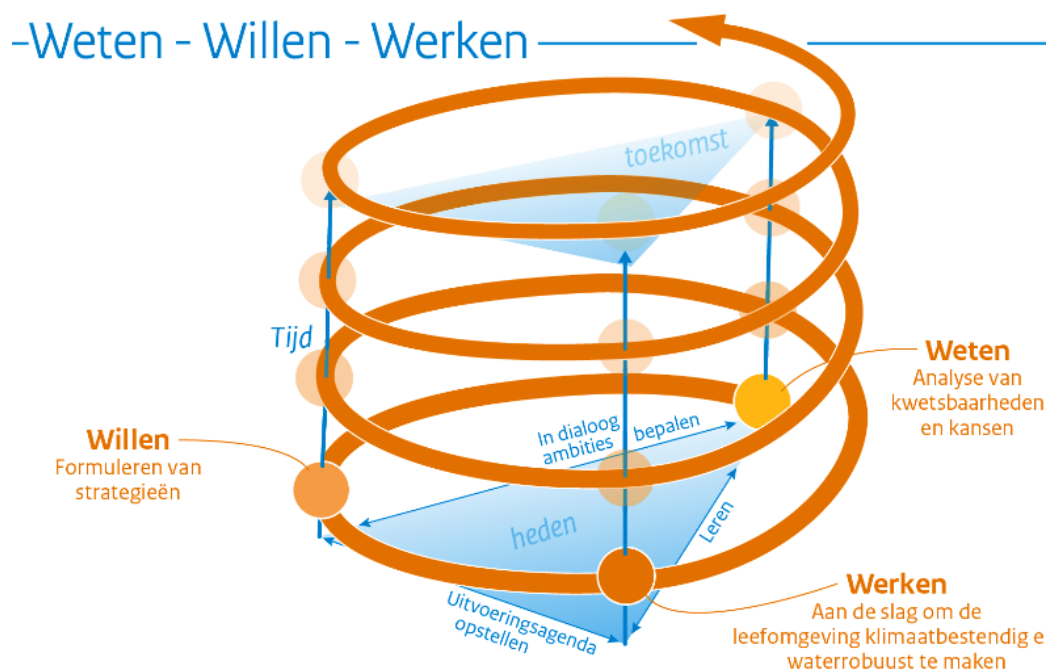 Weten - Willen - Werken
toekomst
Tijd
Weten
Analyse van
kwetsbaarheden
en kansen
In dialoog
ambities
bepalen
Willen
Formuleren van
strategieën
heden
Leren
Uitvoeringsagenda
opstellen
Werken
Aan de slag om de
leefomgeving klimaatbestendig e
waterrobuust te maken